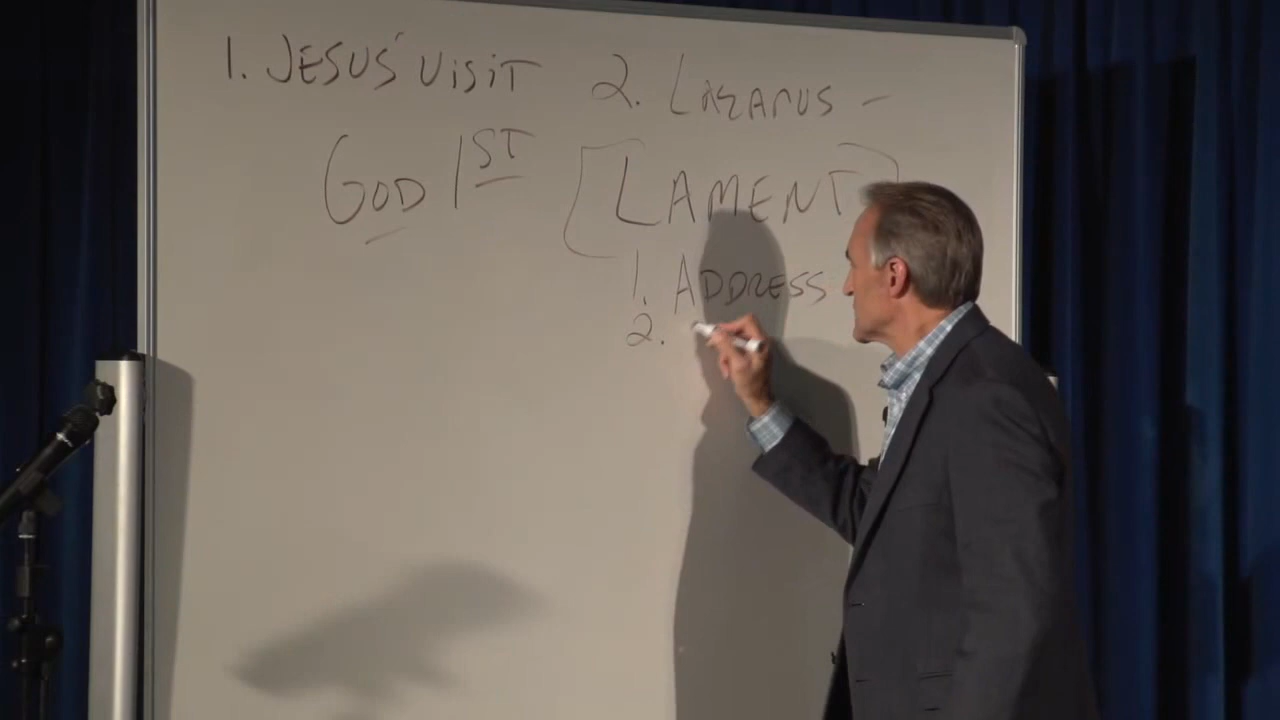 1. JESUS' VISIT
GOD 1ST
2. LAZARUS -
[LAMENT]
1. ADDRESS
2.